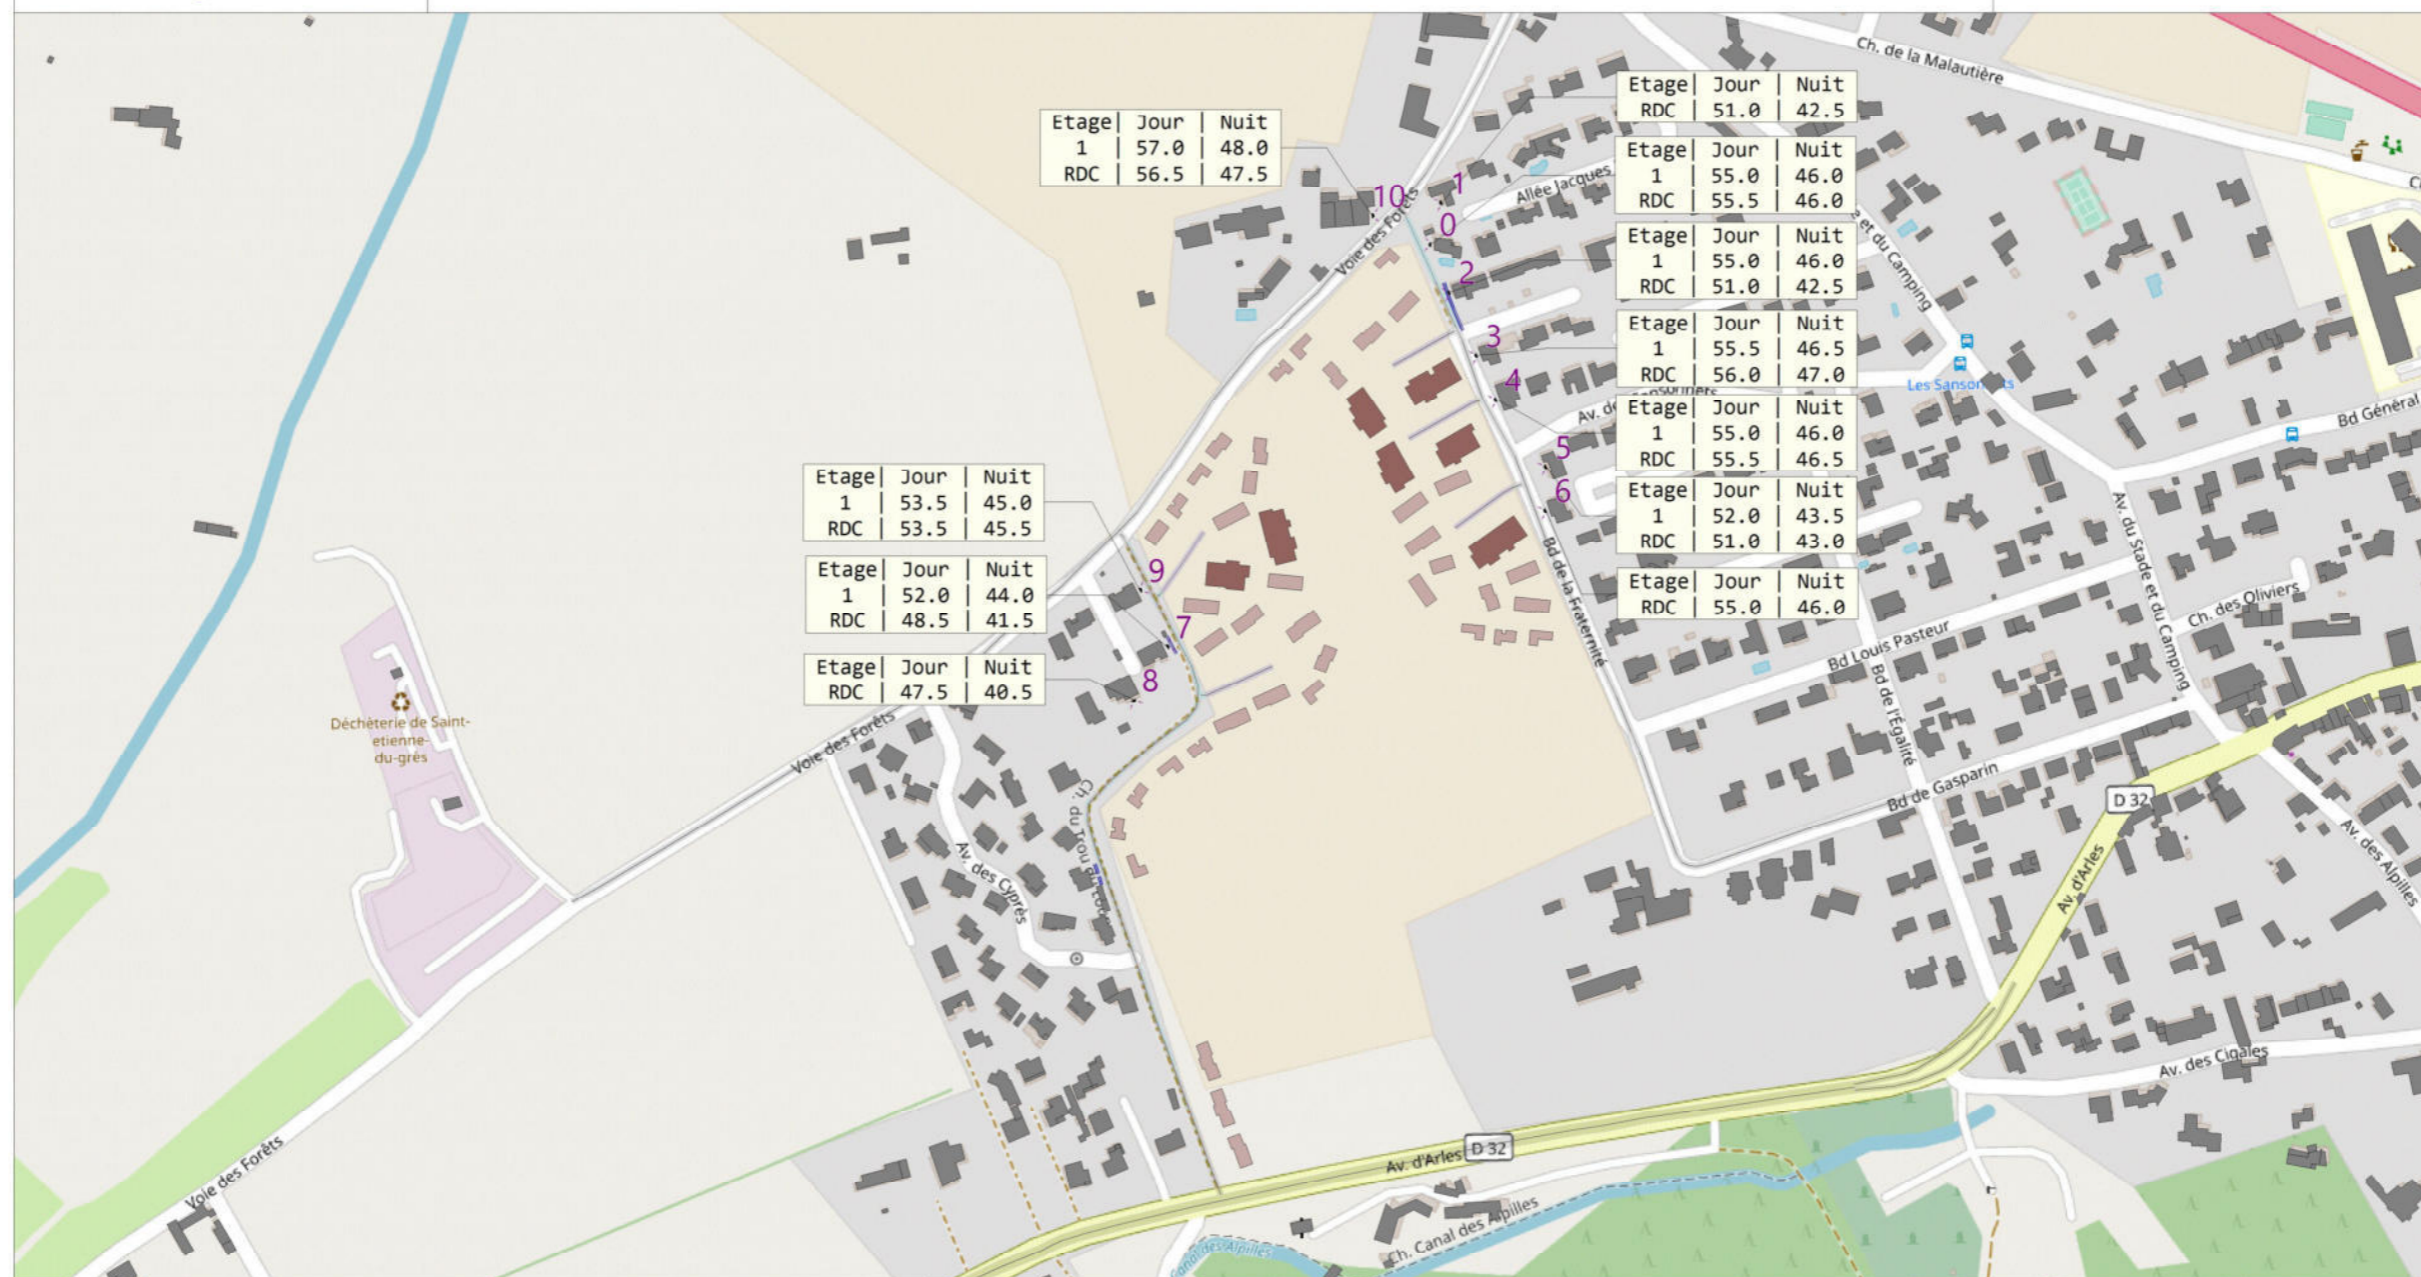 Ch. de la Malautière
Etage| Jour | Nuit
RDC | 51.0 | 42.5
Etage| Jour | Nuit
1 | 57.0 | 48.0
RDC | 56.5 | 47.5
Etage| Jour | Nuit
1 | 55.0 | 46.0
RDC | 55.5 | 46.0
10
1
0
2
3
4
5
6
Allée Jacques
Voie des Forêts
Etage| Jour | Nuit
1 | 55.0 | 46.0
RDC | 51.0 | 42.5
et du Camping
Etage| Jour | Nuit
1 | 55.5 | 46.5
RDC | 56.0 | 47.0
Les Sansonnets
Av. des Sansonnets
Bd Général
Etage| Jour | Nuit
1 | 55.0 | 46.0
RDC | 55.5 | 46.5
Etage| Jour | Nuit
1 | 53.5 | 45.0
RDC | 53.5 | 45.5
Etage| Jour | Nuit
1 | 52.0 | 43.5
RDC | 51.0 | 43.0
Etage| Jour | Nuit
1 | 52.0 | 44.0
RDC | 48.5 | 41.5
Etage| Jour | Nuit
RDC | 55.0 | 46.0
9
7
8
Etage| Jour | Nuit
RDC | 47.5 | 40.5
Bd de la Fraternité
Av. du Stade et du Camping
Ch. des Oliviers
Bd Louis Pasteur
Bd de l'Égalité
Déchèterie de Saint-
etienne-
du-grès
Voie des Forêts
Bd de Gasparin
D 32
Ch. du Trou
Av. des Cyprès
Av. d'Arles
Av. des Alpilles
Av. des Cigales
Voie des Forêts
Av. d'Arles
D 32
Ch. Canal des Alpilles
Canal des Alpilles